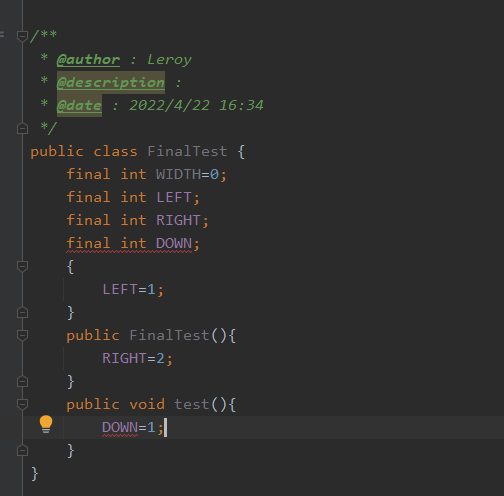 /**
 * @author : Leroy
 * @description :
 * @date : 2022/4/22 16:34
 */
public class FinalTest {
    final int WIDTH=0;
    final int LEFT;
    final int RIGHT;
    final int DOWN;
    {
        LEFT=1;
    }
    public FinalTest(){
        RIGHT=2;
    }
    public void test(){
        DOWN=1;
    }
}